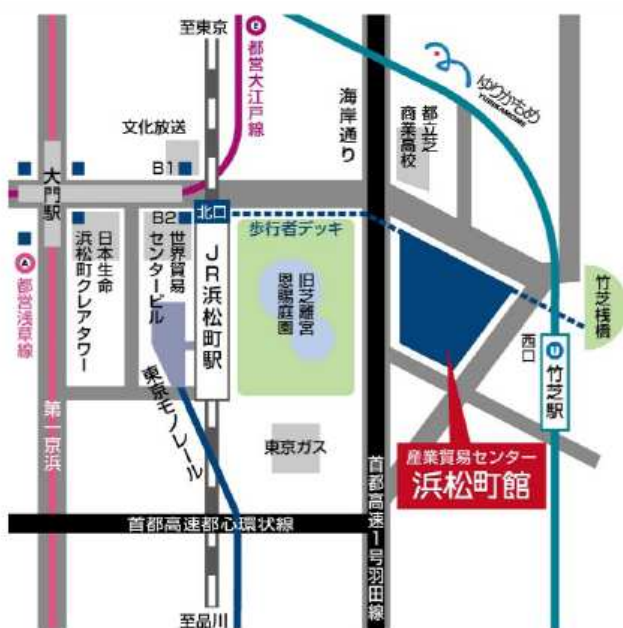 至東京
E
都営大江戸線
文化放送
海岸通り
都立芝
商業高校
ゆりかもめ
YURIKAMOME
B1
大門駅
B2
北口
歩行者デッキ
日本生命
浜松町クレアタワー
世界貿易
センタービル
JR浜松町駅
旧芝離宮
恩賜庭園
竹芝桟橋
A
都営浅草線
西口
U
竹芝駅
第一京浜
東京モノレール
東京ガス
産業貿易センター
浜松町館
首都高速1号羽田線
首都高速都心環状線
至品川